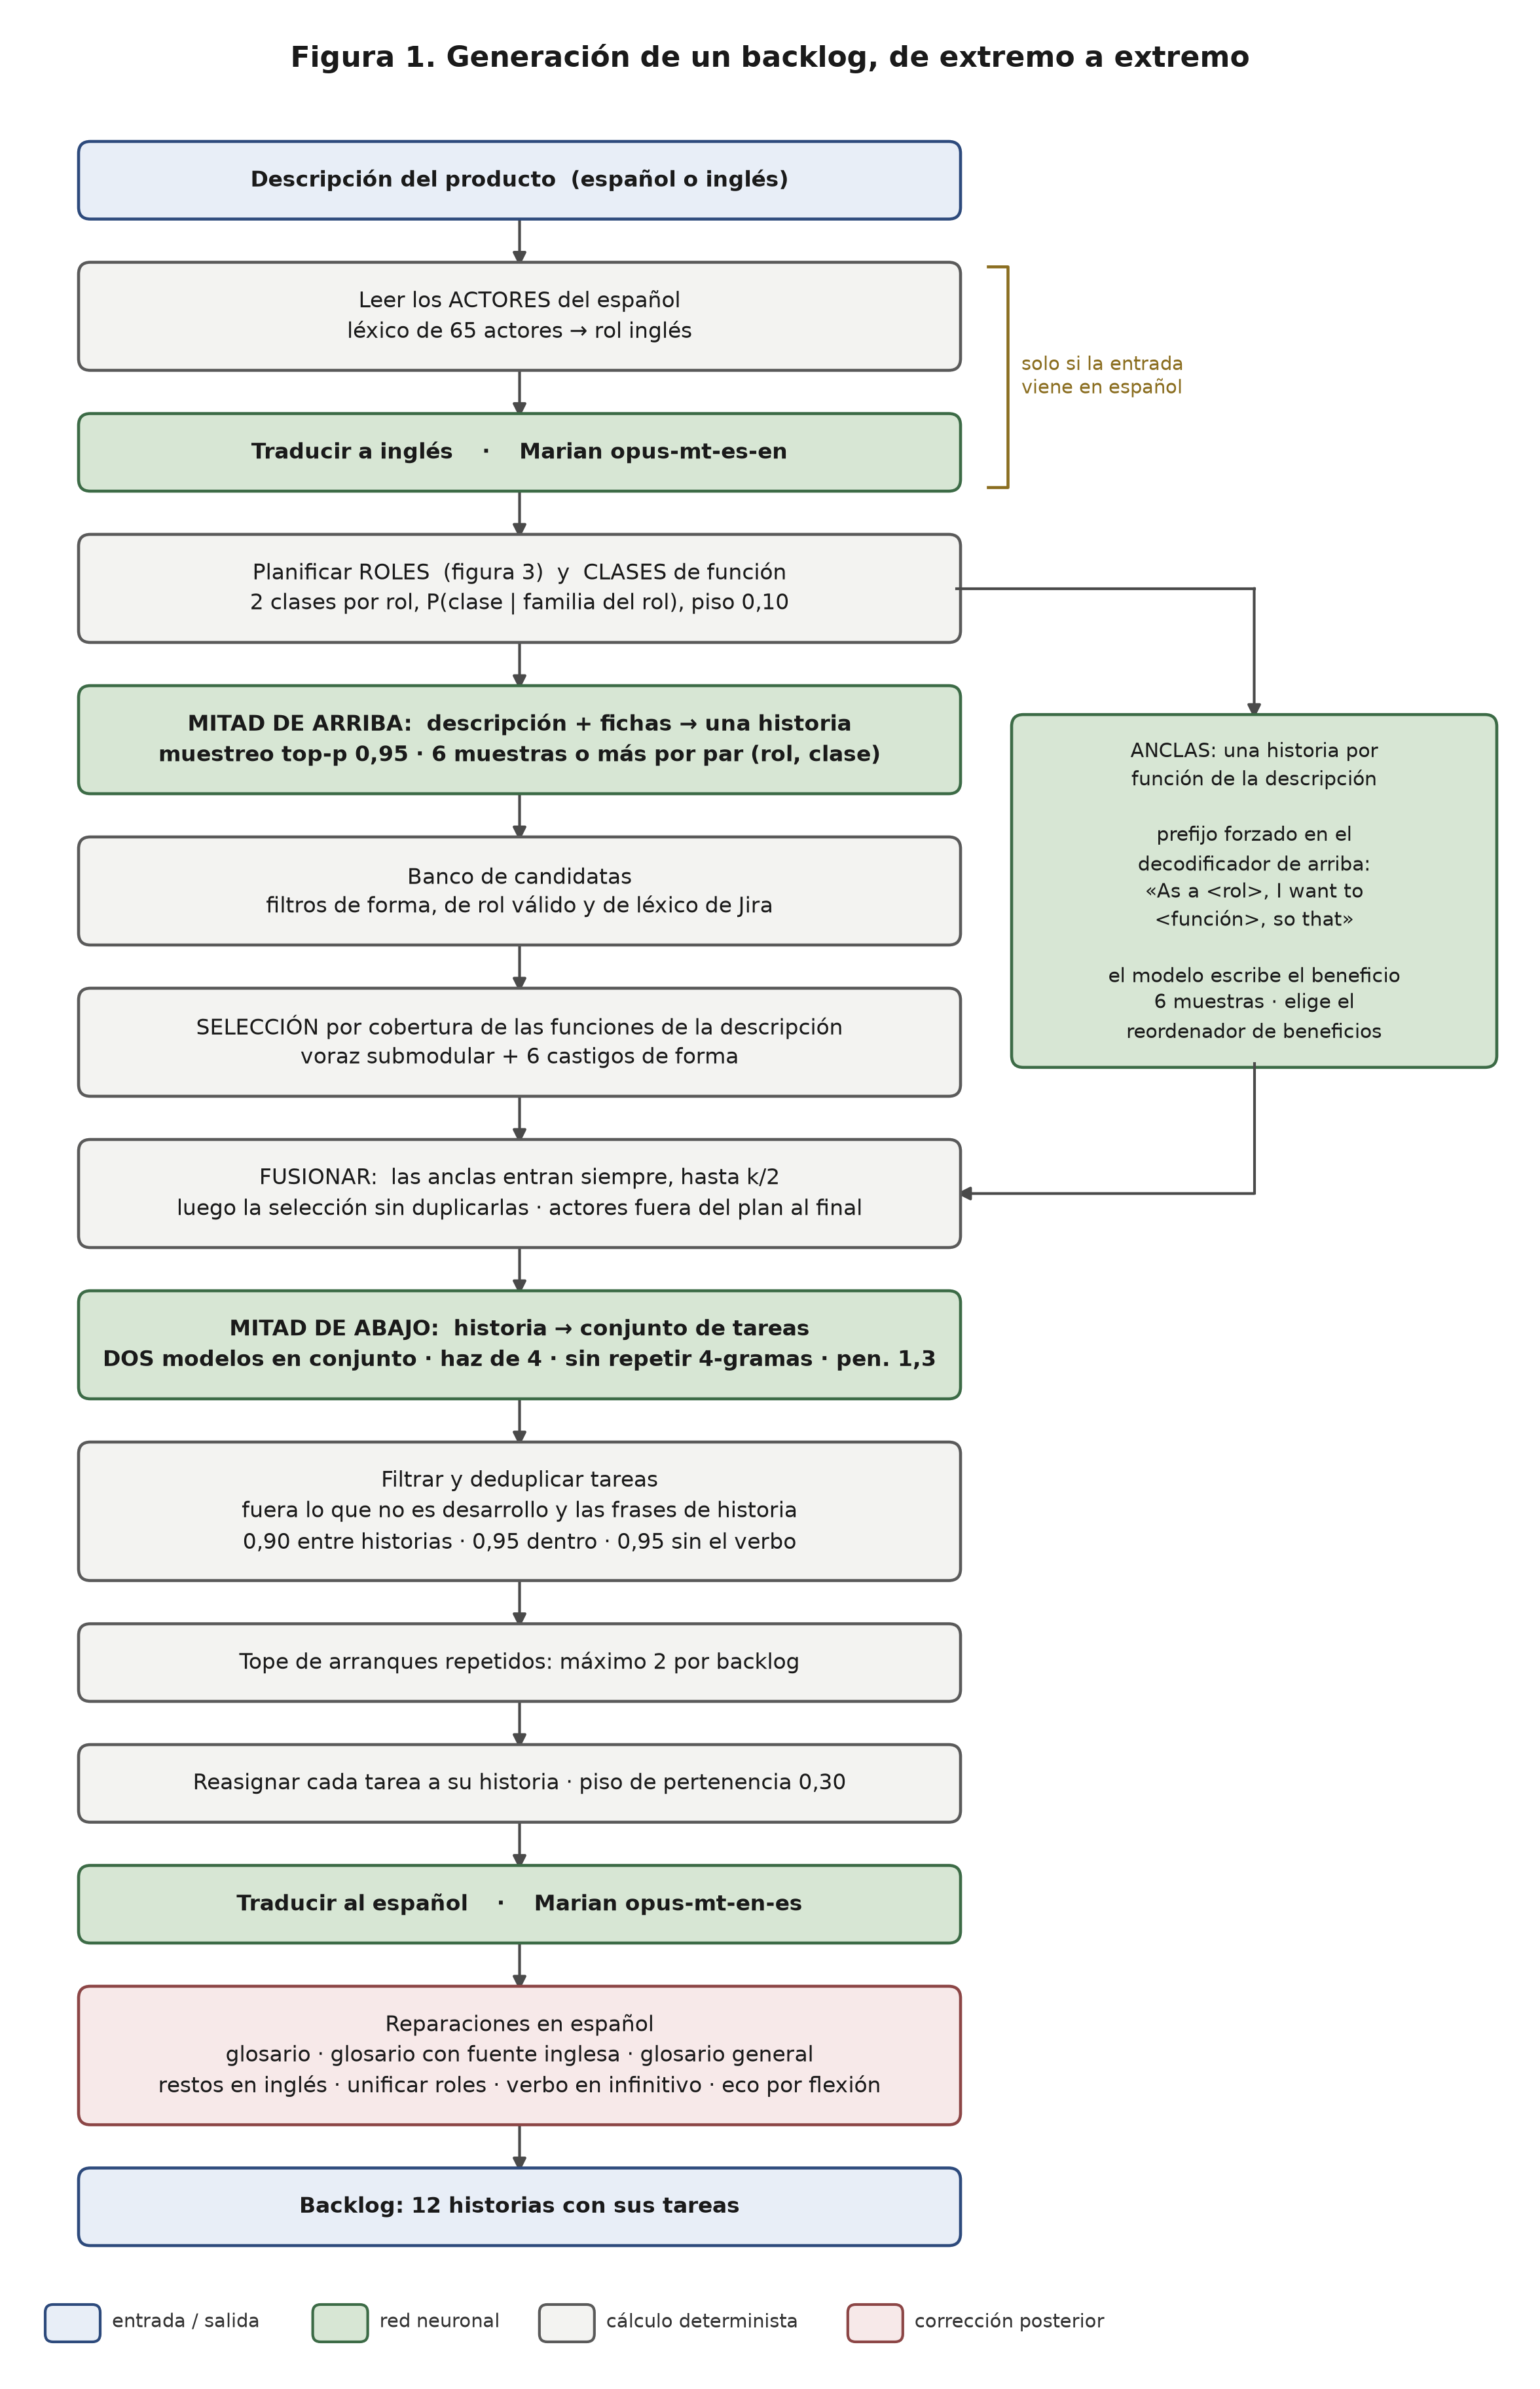 Figura 1. Generación de un backlog, de extremo a extremo
Descripción del producto (español o inglés)
Leer los ACTORES del español
léxico de 65 actores → rol inglés
solo si la entrada
viene en español
Traducir a inglés · Marian opus-mt-es-en
Planificar ROLES (figura 3) y CLASES de función
2 clases por rol, P(clase | familia del rol), piso 0,10
MITAD DE ARRIBA: descripción + fichas → una historia
muestreo top-p 0,95 · 6 muestras o más por par (rol, clase)
ANCLAS: una historia por
función de la descripción
prefijo forzado en el
decodificador de arriba:
«As a <rol>, I want to
<función>, so that»
el modelo escribe el beneficio
6 muestras · elige el
reordenador de beneficios
Banco de candidatas
filtros de forma, de rol válido y de léxico de Jira
SELECCIÓN por cobertura de las funciones de la descripción
voraz submodular + 6 castigos de forma
FUSIONAR: las anclas entran siempre, hasta k/2
luego la selección sin duplicarlas · actores fuera del plan al final
MITAD DE ABAJO: historia → conjunto de tareas
DOS modelos en conjunto · haz de 4 · sin repetir 4-gramas · pen. 1,3
Filtrar y deduplicar tareas
fuera lo que no es desarrollo y las frases de historia
0,90 entre historias · 0,95 dentro · 0,95 sin el verbo
Tope de arranques repetidos: máximo 2 por backlog
Reasignar cada tarea a su historia · piso de pertenencia 0,30
Traducir al español · Marian opus-mt-en-es
Reparaciones en español
glosario · glosario con fuente inglesa · glosario general
restos en inglés · unificar roles · verbo en infinitivo · eco por flexión
Backlog: 12 historias con sus tareas
entrada / salida
red neuronal
cálculo determinista
corrección posterior